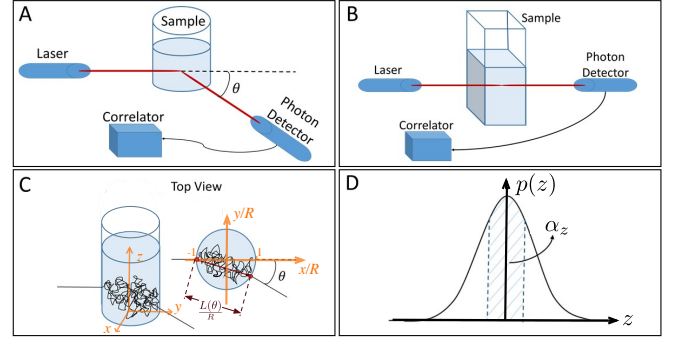 A
Sample
Laser
θ
Photon
Detector
Correlator
B
Sample
Laser
Photon
Detector
Correlator
C
Top View
y/R
z
-1
1
x/R
θ
y
x
L(θ)
R
D
p(z)
α_z
z